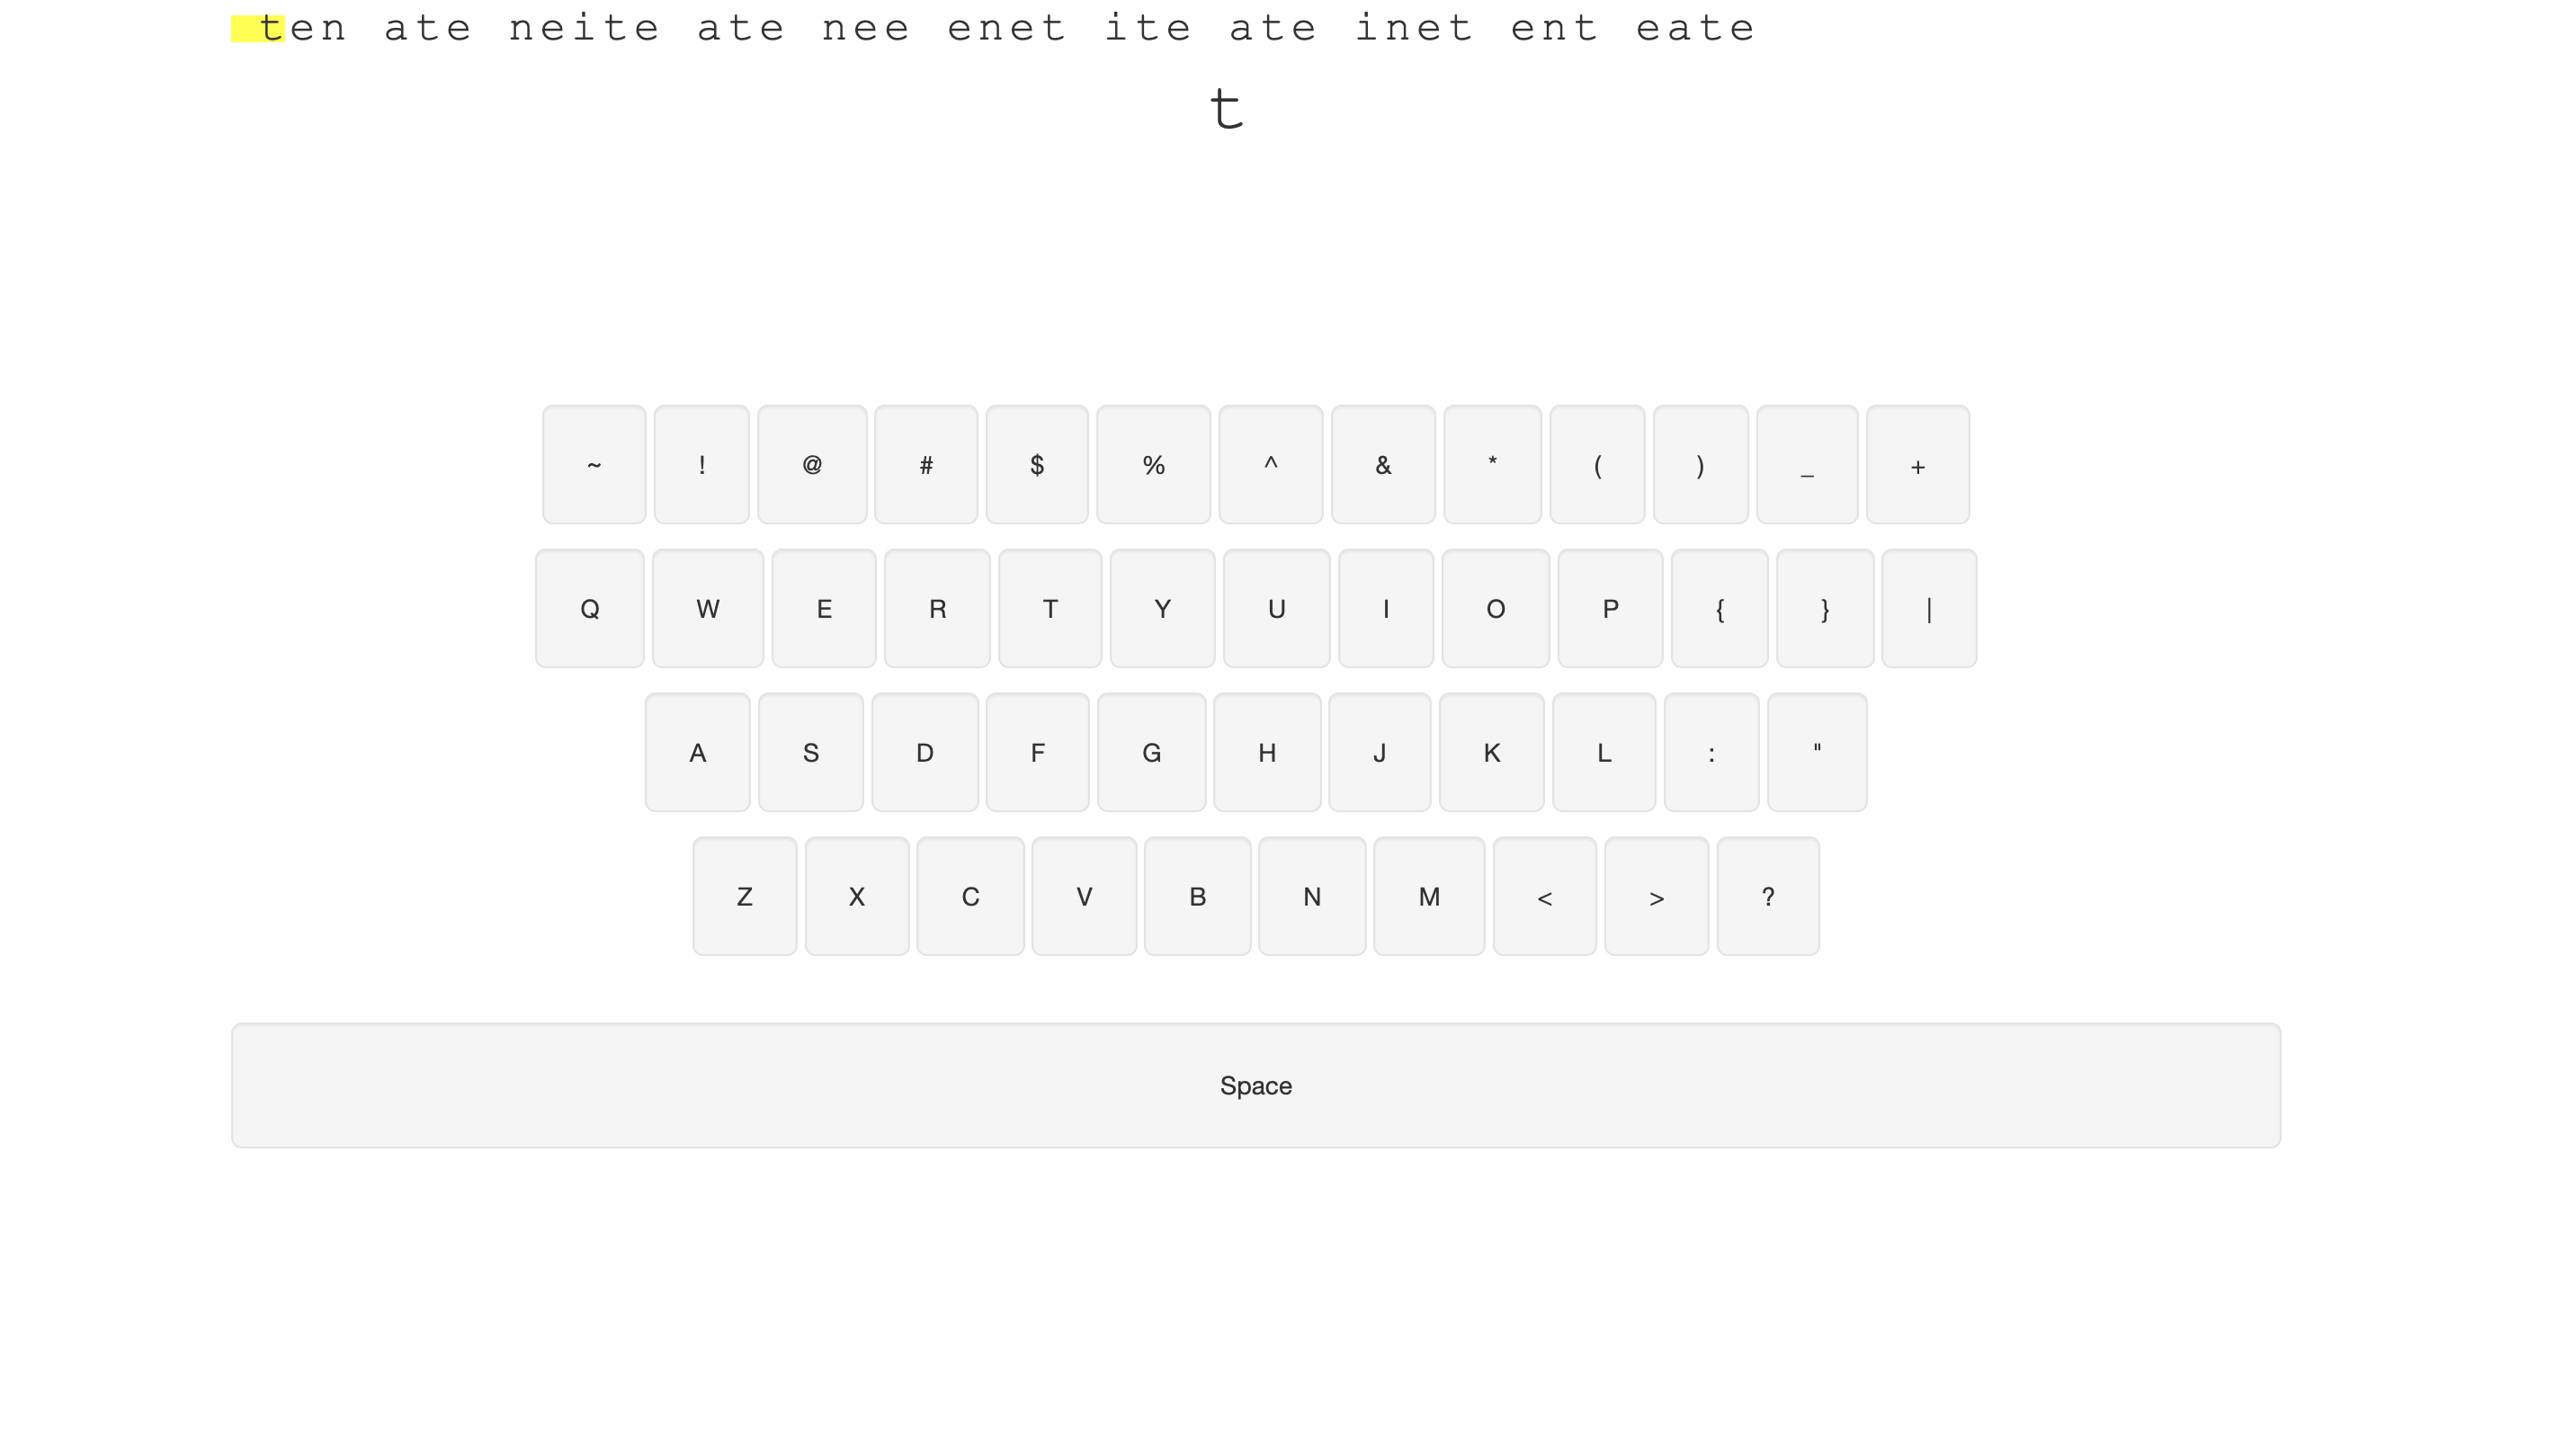 ten ate neite ate nee enet ite ate inet ent eate
t
~ ! @ # $ % ^ & * ( ) _ +
Q W E R T Y U I O P { } |
A S D F G H J K L : "
Z X C V B N M < > ?
Space